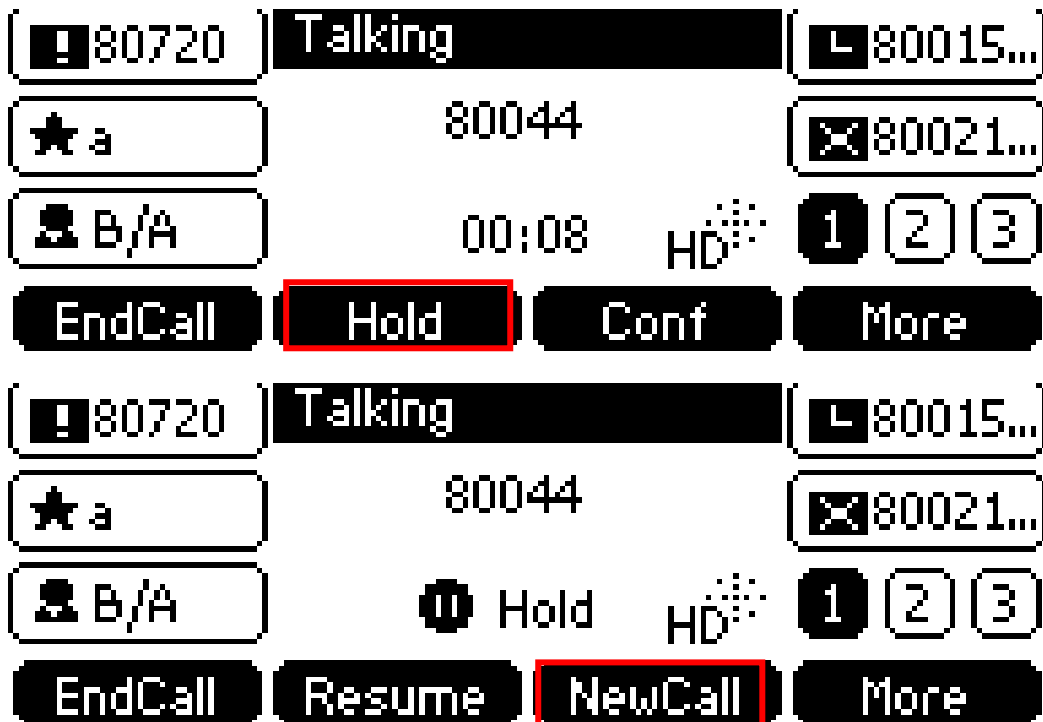 80720 Talking 80015...
a 80044 80021...
B/A 00:08 HD 1 2 3
EndCall Hold Conf More
80720 Talking 80015...
a 80044 80021...
B/A Hold HD 1 2 3
EndCall Resume NewCall More